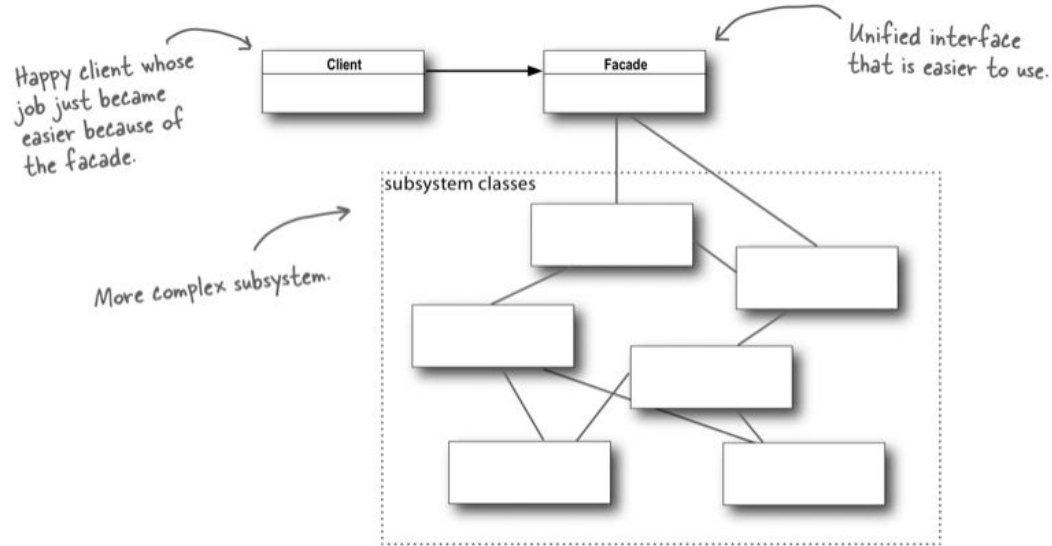 Client
Facade
Unified interface
that is easier to use.
Happy client whose
job just became
easier because of
the facade.
subsystem classes
More complex subsystem.